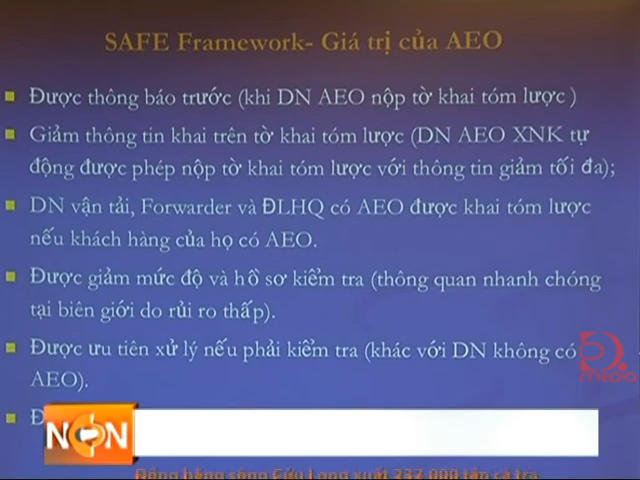 SAFE Framework- Giá trị của AEO
Được thông báo trước (khi DN AEO nộp tờ khai tóm lược )
Giảm thông tin khai trên tờ khai tóm lược (DN AEO XNK tự
động được phép nộp tờ khai tóm lược với thông tin giảm tối đa);
DN vận tải, Forwarder và ĐLHQ có AEO được khai tóm lược
nếu khách hàng của họ có AEO.
Được giảm mức độ và hồ sơ kiểm tra (thông quan nhanh chóng
tại biên giới do rủi ro thấp).
Được ưu tiên xử lý nếu phải kiểm tra (khác với DN không có
AEO).
MEDIA
NÓN
Đồng bằng sông Cửu Long xuất 237.000 tấn cá tra